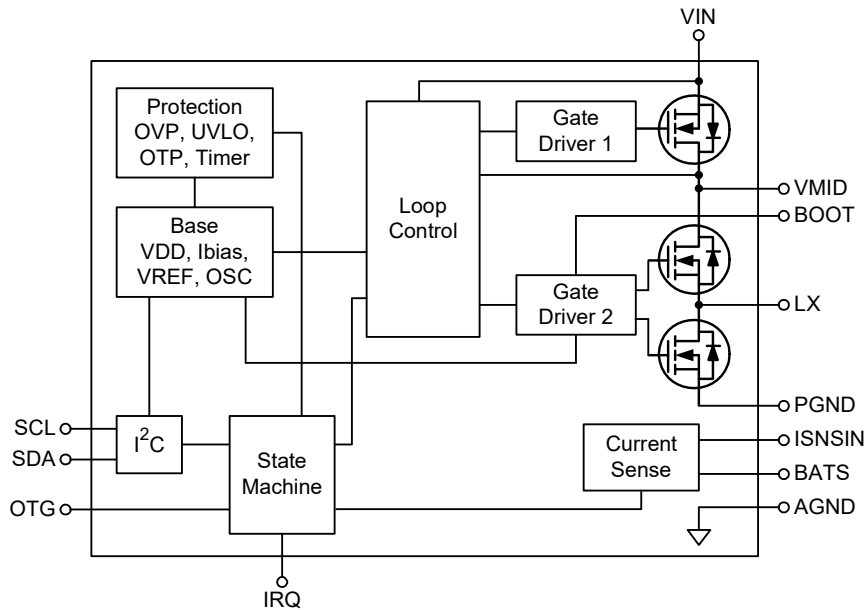 VIN
Protection
OVP, UVLO,
OTP, Timer
Gate
Driver 1
Loop
Control
VMID
BOOT
Base
VDD, Ibias,
VREF, OSC
Gate
Driver 2
LX
PGND
SCL
SDA
I²C
State
Machine
Current
Sense
ISNSIN
BATS
OTG
AGND
IRQ